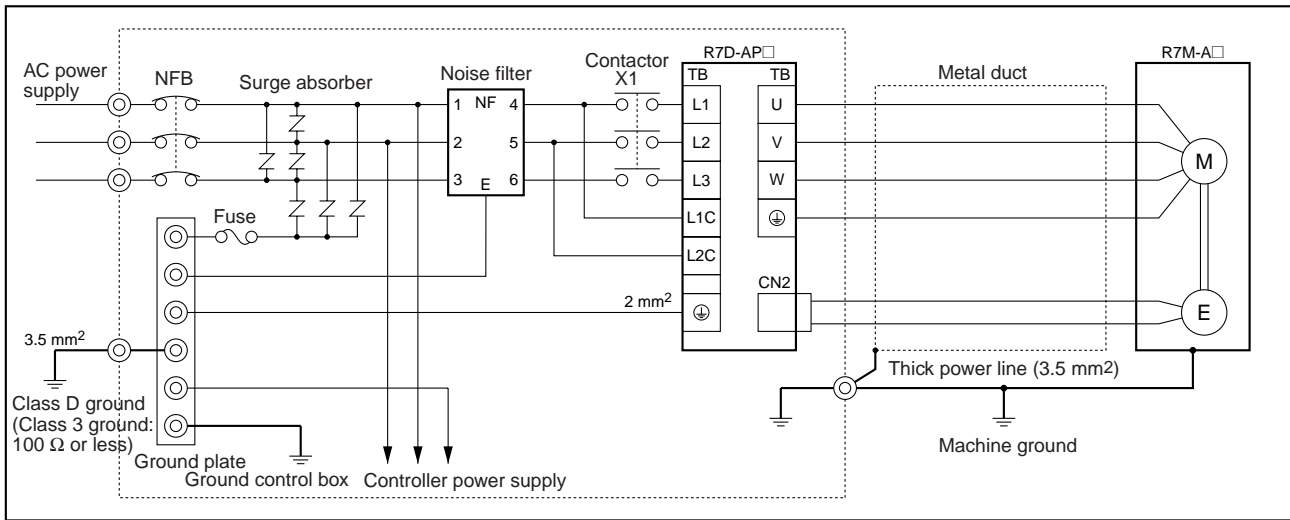 R7D-AP□
R7M-A□
AC power
supply
NFB
Surge absorber
Noise filter
Contactor
X1
TB
TB
Metal duct
1
NF
4
L1
U
2
5
L2
V
M
3
E
6
L3
W
Fuse
L1C
L2C
CN2
2 mm²
E
3.5 mm²
Thick power line (3.5 mm²)
Class D ground
(Class 3 ground:
100 Ω or less)
Machine ground
Ground plate
Ground control box
Controller power supply